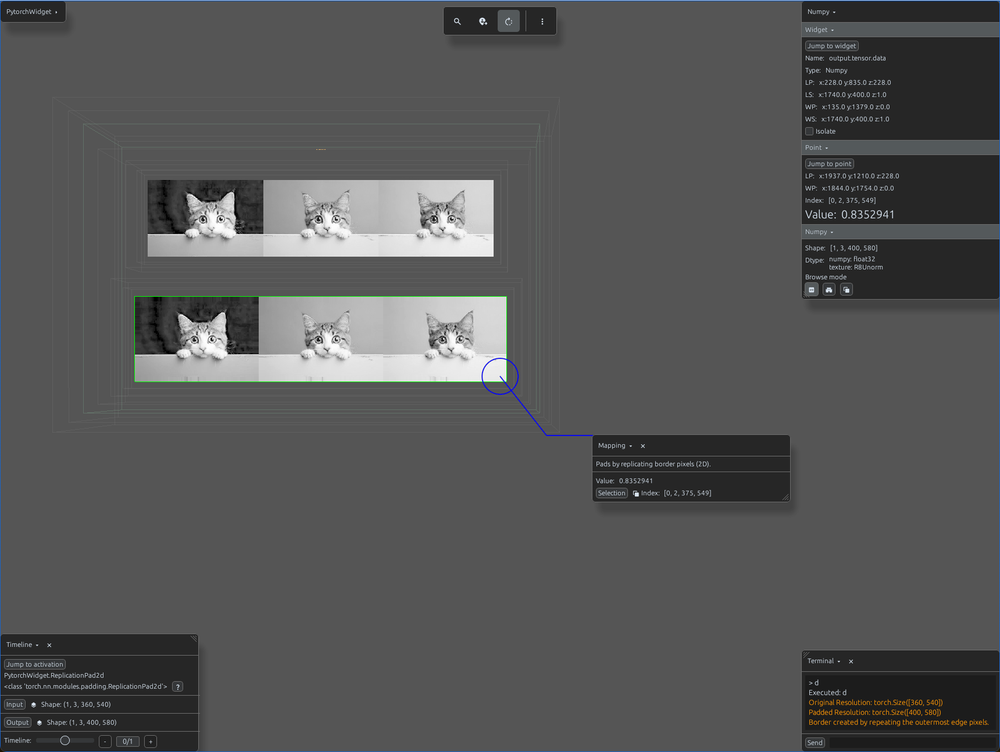 PytorchWidget
Numpy
Widget
Jump to widget
Name: output.tensor.data
Type: Numpy
LP: x:228.0 y:835.0 z:228.0
LS: x:1740.0 y:400.0 z:1.0
WP: x:135.0 y:1379.0 z:0.0
WS: x:1740.0 y:400.0 z:1.0
Isolate
Point
Jump to point
LP: x:1937.0 y:1210.0 z:228.0
WP: x:1844.0 y:1754.0 z:0.0
Index: [0, 2, 375, 549]
Value: 0.8352941
Numpy
Shape: [1, 3, 400, 580]
Dtype: numpy: float32
texture: R8Unorm
Browse mode
Mapping
Pads by replicating border pixels (2D).
Value: 0.8352941
Selection Index: [0, 2, 375, 549]
Timeline
Jump to activation
PytorchWidget.ReplicationPad2d
<class 'torch.nn.modules.padding.ReplicationPad2d'> ?
Input Shape: (1, 3, 360, 540)
Output Shape: (1, 3, 400, 580)
Timeline: - 0/1 +
Terminal
> d
Executed: d
Original Resolution: torch.Size([360, 540])
Padded Resolution: torch.Size([400, 580])
Border created by repeating the outermost edge pixels.
Send